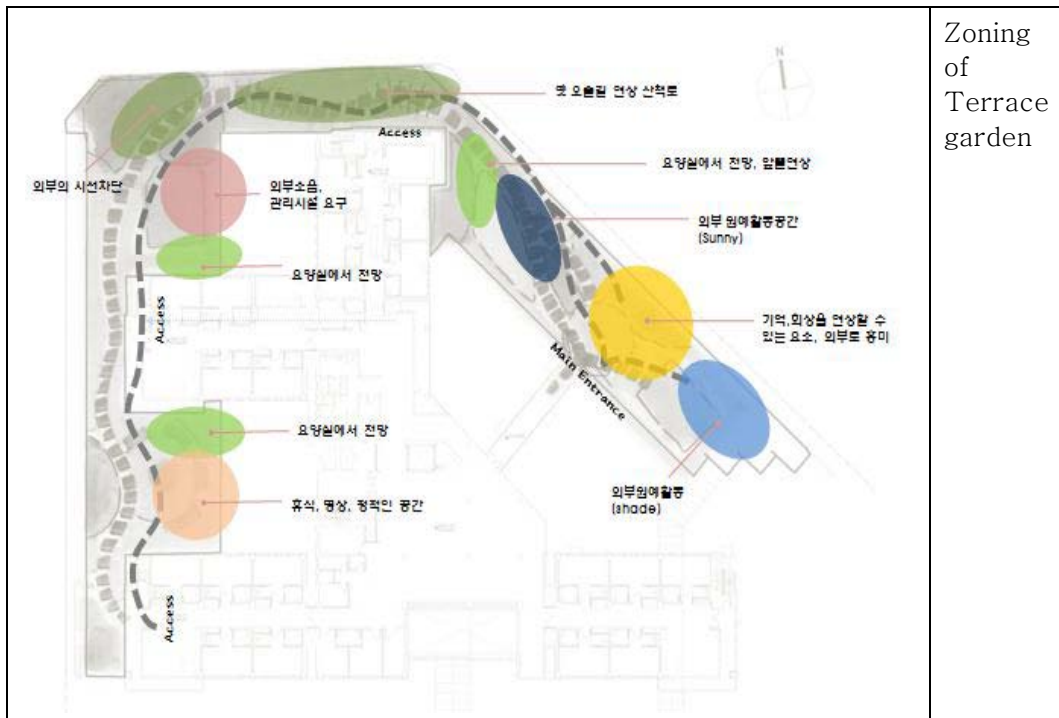 Zoning
of
Terrace
garden
N
옛 오솔길 연상 산책로
Access
요양실에서 전망, 앞뜰연상
외부의 시선차단
외부소음,
관리시설 요구
외부 원예활동공간
(Sunny)
요양실에서 전망
Access
기억,회상을 연상할 수
있는 요소, 외부로 흥미
Main Entrance
요양실에서 전망
외부원예활동
(shade)
휴식, 명상, 정적인 공간
Access